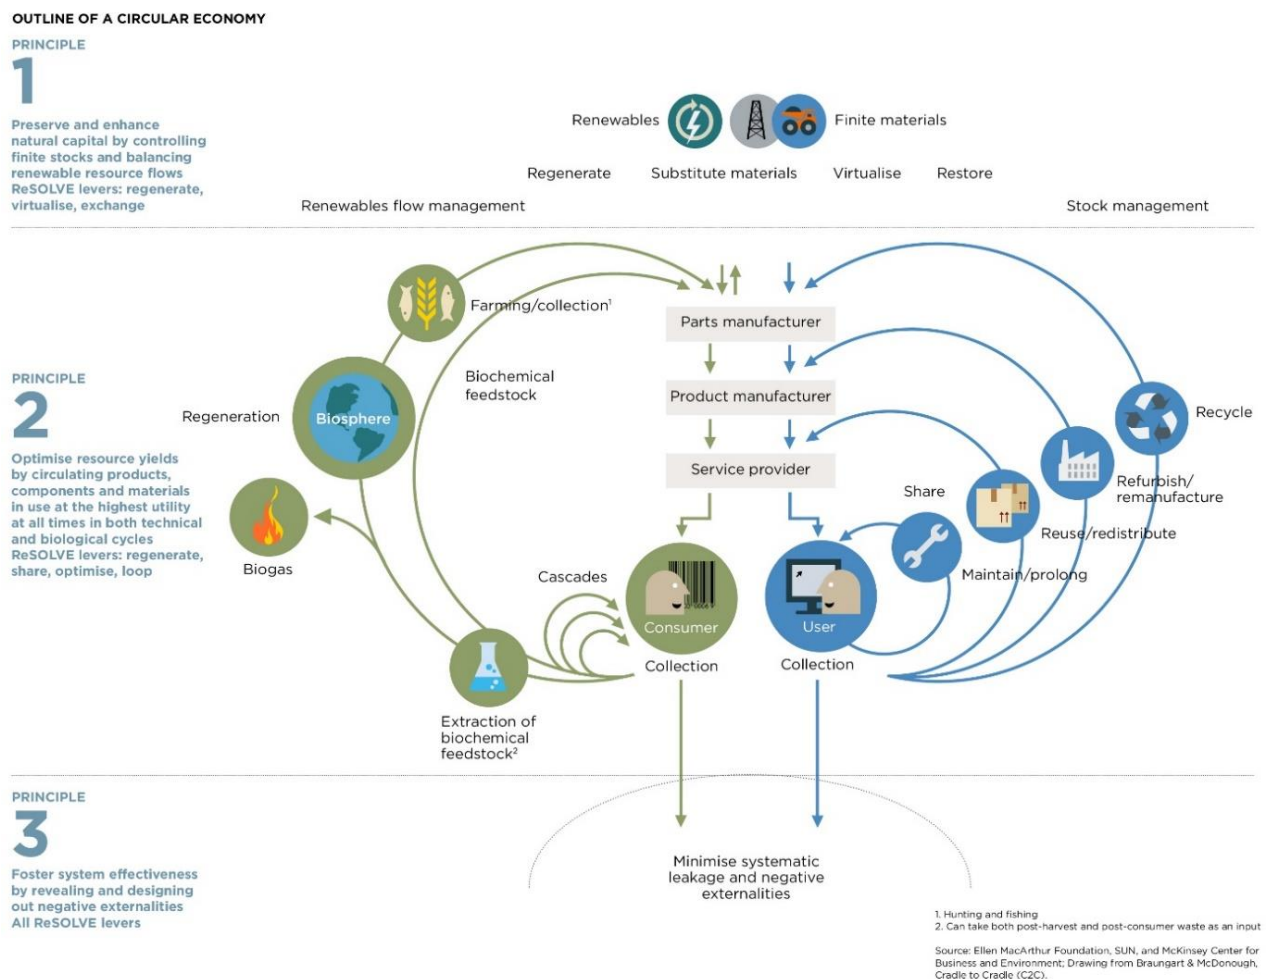 OUTLINE OF A CIRCULAR ECONOMY
PRINCIPLE
1
Preserve and enhance
natural capital by controlling
finite stocks and balancing
renewable resource flows
ReSOLVE levers: regenerate,
virtualise, exchange
Renewables
Finite materials
Regenerate
Substitute materials
Virtualise
Restore
Renewables flow management
Stock management
PRINCIPLE
2
Optimise resource yields
by circulating products,
components and materials
in use at the highest utility
at all times in both technical
and biological cycles
ReSOLVE levers: regenerate,
share, optimise, loop
Farming/collection¹
Biochemical
feedstock
Regeneration
Biosphere
Biogas
Cascades
Extraction of
biochemical
feedstock²
Parts manufacturer
Product manufacturer
Service provider
Consumer
Collection
User
Collection
Share
Maintain/prolong
Reuse/redistribute
Refurbish/
remanufacture
Recycle
PRINCIPLE
3
Foster system effectiveness
by revealing and designing
out negative externalities
All ReSOLVE levers
Minimise systematic
leakage and negative
externalities
1. Hunting and fishing
2. Can take both post-harvest and post-consumer waste as an input
Source: Ellen MacArthur Foundation, SUN, and McKinsey Center for
Business and Environment; Drawing from Braungart & McDonough,
Cradle to Cradle (C2C).